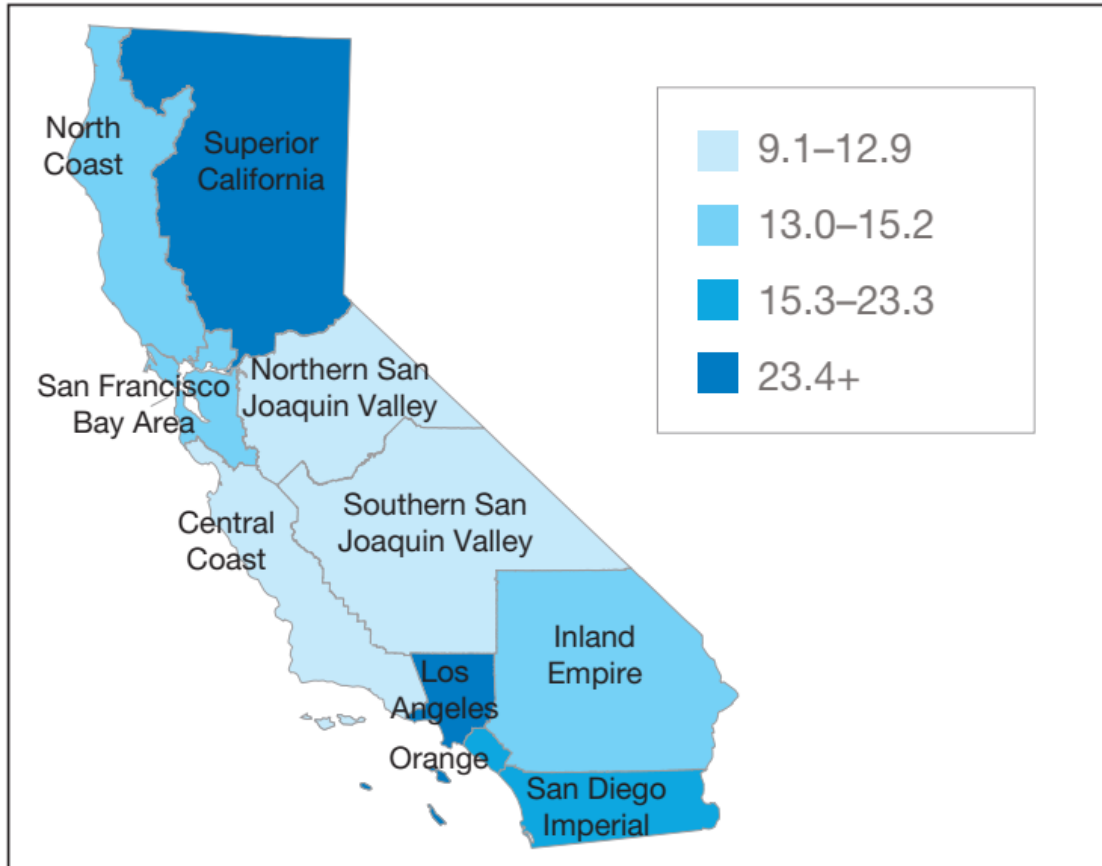 North
Coast
Superior
California
San Francisco
Bay Area
Northern San
Joaquin Valley
Central
Coast
Southern San
Joaquin Valley
Inland
Empire
Los
Angeles
Orange
San Diego
Imperial
9.1–12.9
13.0–15.2
15.3–23.3
23.4+